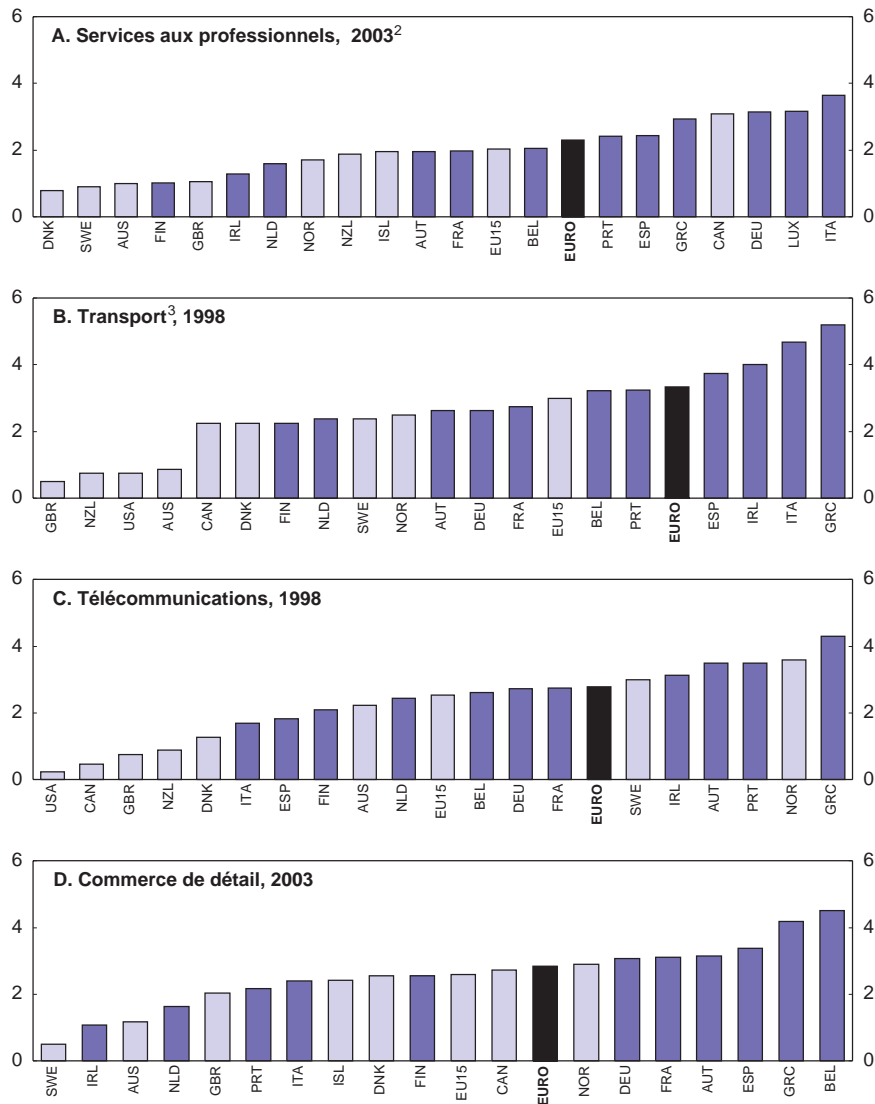 6 6
A. Services aux professionnels, 2003²
4 4
2 2
0 0
DNK SWE AUS FIN GBR IRL NLD NOR NZL ISL AUT FRA EU15 BEL EURO PRT ESP GRC CAN DEU LUX ITA
6 6
B. Transport³, 1998
4 4
2 2
0 0
GBR NZL USA AUS CAN DNK FIN NLD SWE NOR AUT DEU FRA EU15 BEL PRT EURO ESP IRL ITA GRC
6 6
C. Télécommunications, 1998
4 4
2 2
0 0
USA CAN GBR NZL DNK ITA ESP FIN AUS NLD EU15 BEL DEU FRA EURO SWE IRL AUT PRT NOR GRC
6 6
D. Commerce de détail, 2003
4 4
2 2
0 0
SWE IRL AUS NLD GBR PRT ITA ISL DNK FIN EU15 CAN EURO NOR DEU FRA AUT ESP GRC BEL